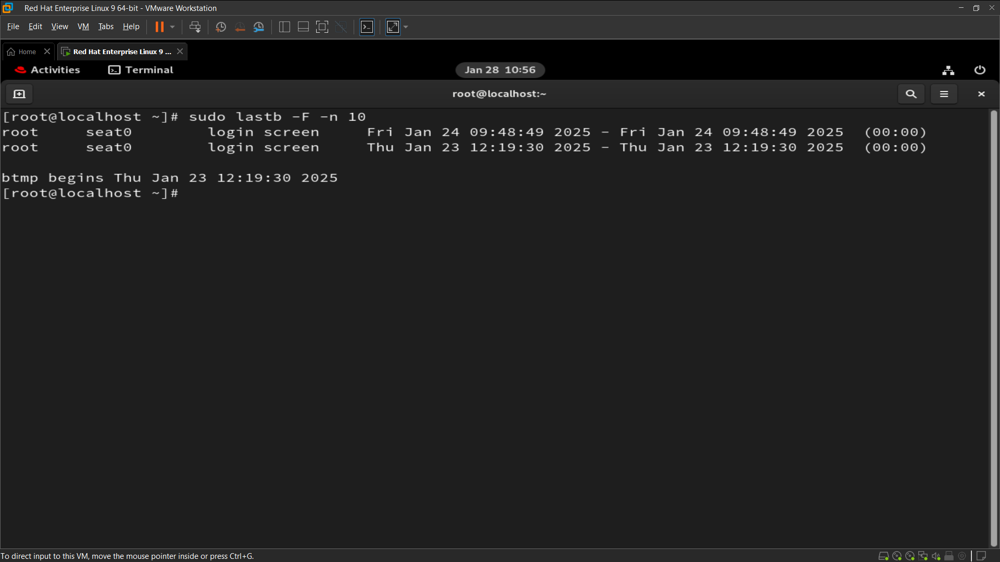 Red Hat Enterprise Linux 9 64-bit - VMware Workstation
File Edit View VM Tabs Help
Home Red Hat Enterprise Linux 9 ...
Activities Terminal Jan 28 10:56
root@localhost:~
[root@localhost ~]# sudo lastb -F -n 10
root     seat0        login screen     Fri Jan 24 09:48:49 2025 - Fri Jan 24 09:48:49 2025  (00:00)
root     seat0        login screen     Thu Jan 23 12:19:30 2025 - Thu Jan 23 12:19:30 2025  (00:00)
btmp begins Thu Jan 23 12:19:30 2025
[root@localhost ~]#
To direct input to this VM, move the mouse pointer inside or press Ctrl+G.